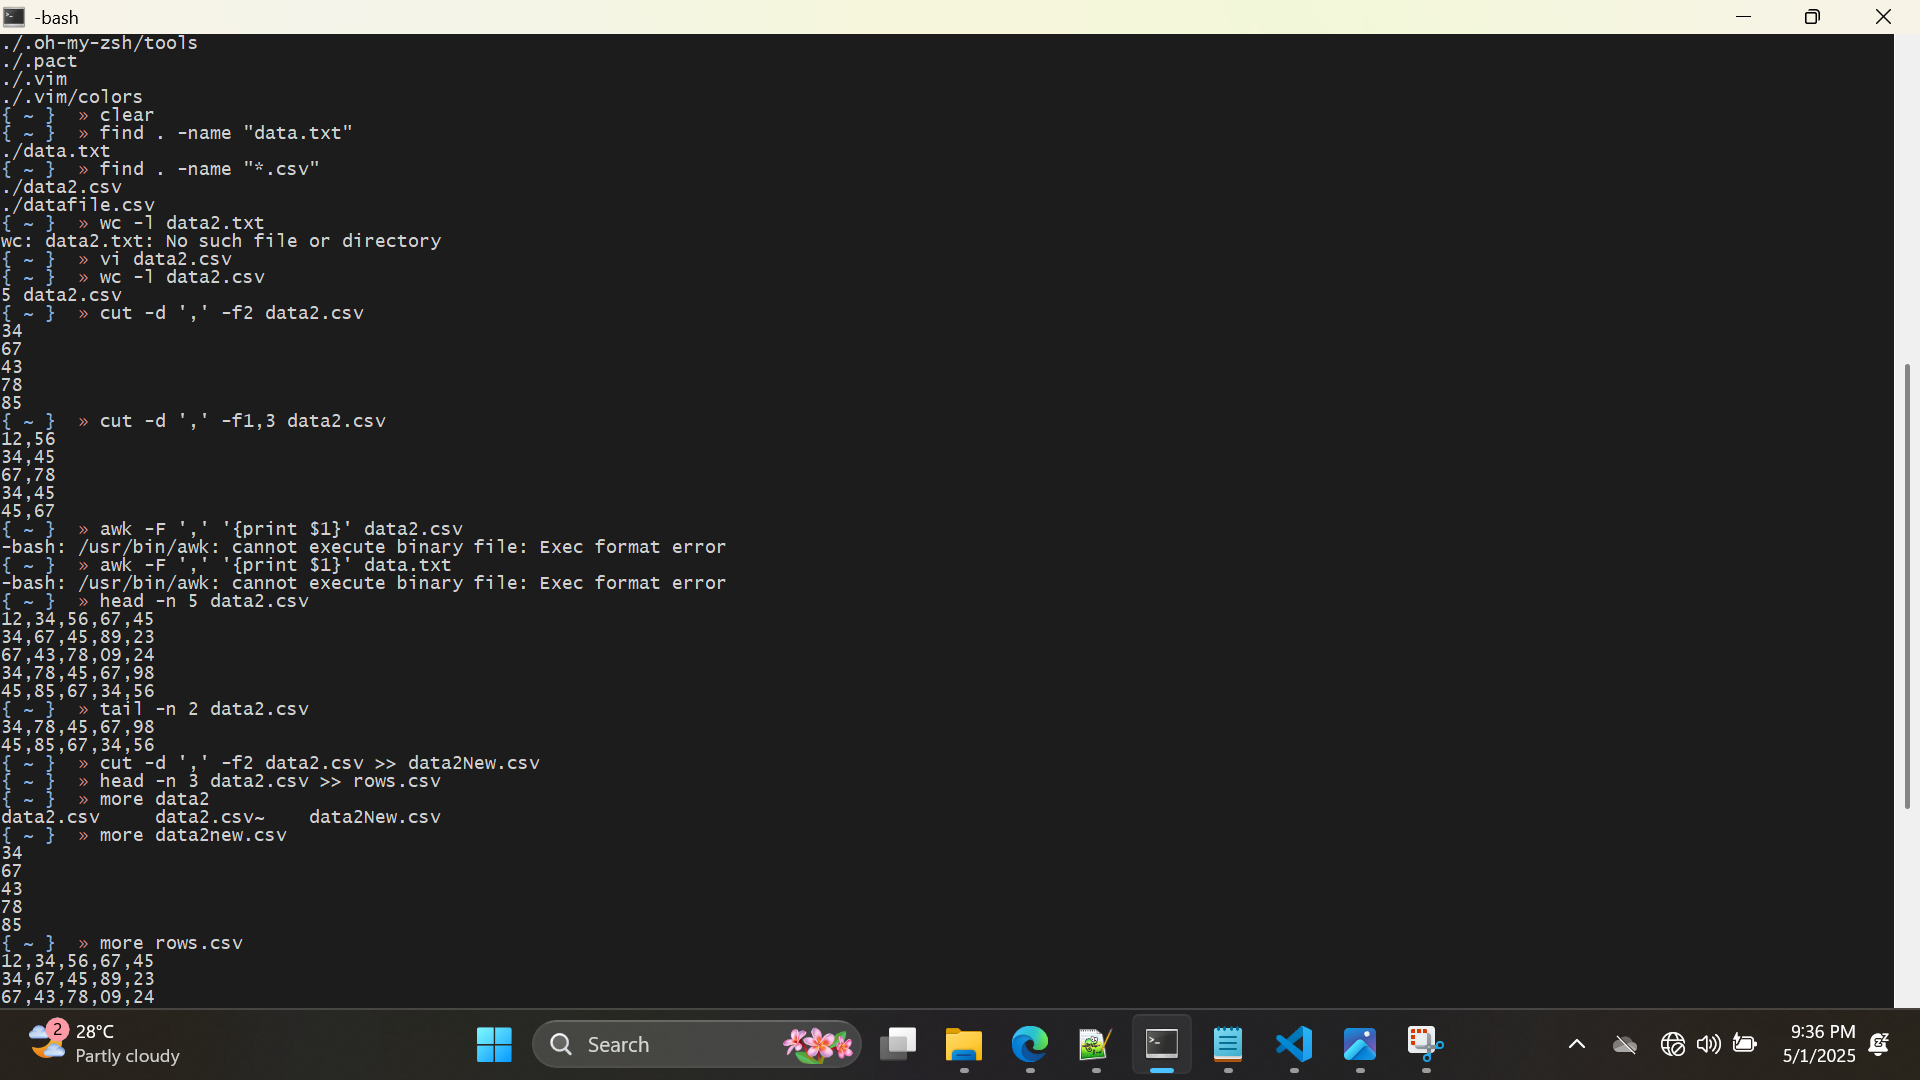 -bash
./.oh-my-zsh/tools
./.pact
./.vim
./.vim/colors
{ ~ }  » clear
{ ~ }  » find . -name "data.txt"
./data.txt
{ ~ }  » find . -name "*.csv"
./data2.csv
./datafile.csv
{ ~ }  » wc -l data2.txt
wc: data2.txt: No such file or directory
{ ~ }  » vi data2.csv
{ ~ }  » wc -l data2.csv
5 data2.csv
{ ~ }  » cut -d ',' -f2 data2.csv
34
67
43
78
85
{ ~ }  » cut -d ',' -f1,3 data2.csv
12,56
34,45
67,78
34,45
45,67
{ ~ }  » awk -F ',' '{print $1}' data2.csv
-bash: /usr/bin/awk: cannot execute binary file: Exec format error
{ ~ }  » awk -F ',' '{print $1}' data.txt
-bash: /usr/bin/awk: cannot execute binary file: Exec format error
{ ~ }  » head -n 5 data2.csv
12,34,56,67,45
34,67,45,89,23
67,43,78,09,24
34,78,45,67,98
45,85,67,34,56
{ ~ }  » tail -n 2 data2.csv
34,78,45,67,98
45,85,67,34,56
{ ~ }  » cut -d ',' -f2 data2.csv >> data2New.csv
{ ~ }  » head -n 3 data2.csv >> rows.csv
{ ~ }  » more data2
data2.csv     data2.csv~    data2New.csv
{ ~ }  » more data2new.csv
34
67
43
78
85
{ ~ }  » more rows.csv
12,34,56,67,45
34,67,45,89,23
67,43,78,09,24
2
28°C
Partly cloudy
Search
9:36 PM
5/1/2025